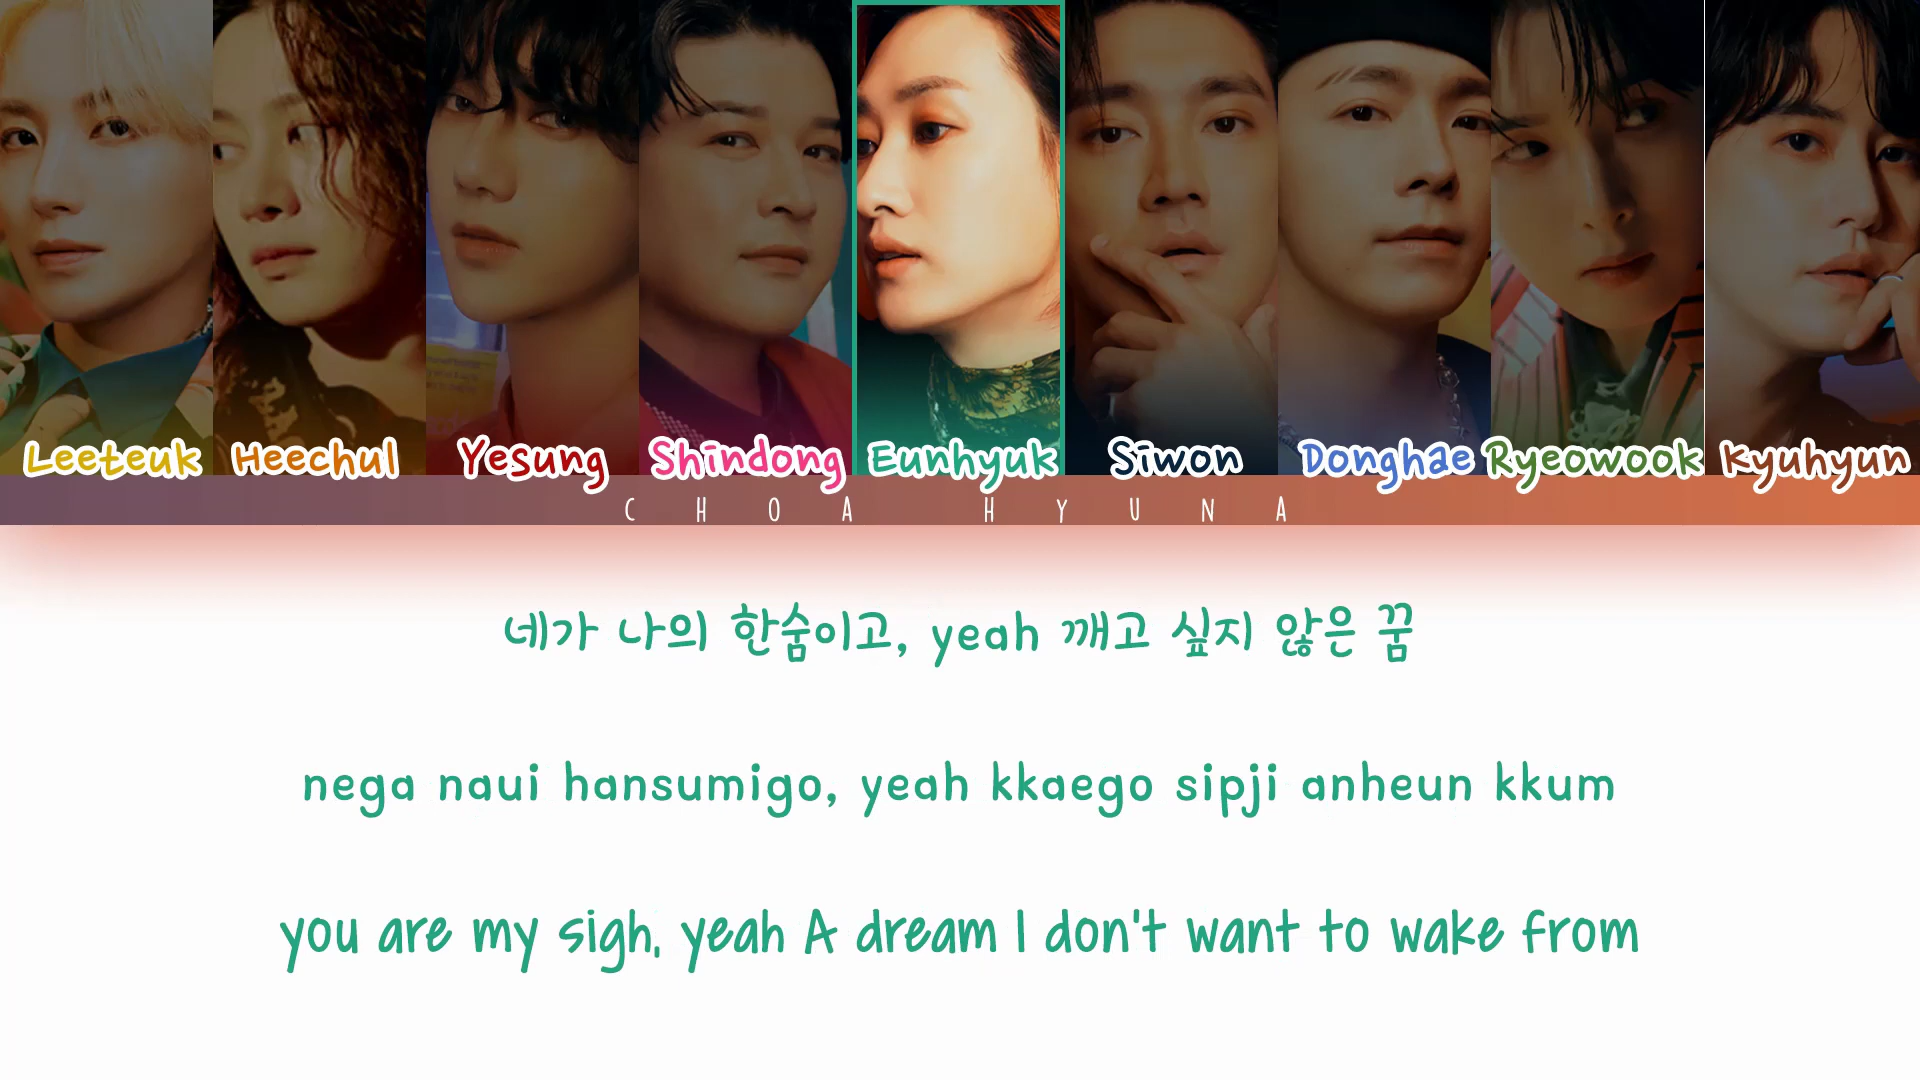 Leeteuk Heechul Yesung Shindong Eunhyuk Siwon Donghae Ryeowook Kyuhyun
CHOA HYUNA
네가 나의 한숨이고, yeah 깨고 싶지 않은 꿈
nega naui hansumigo, yeah kkaego sipji anheun kkum
you are my sigh, yeah A dream I don't want to wake from